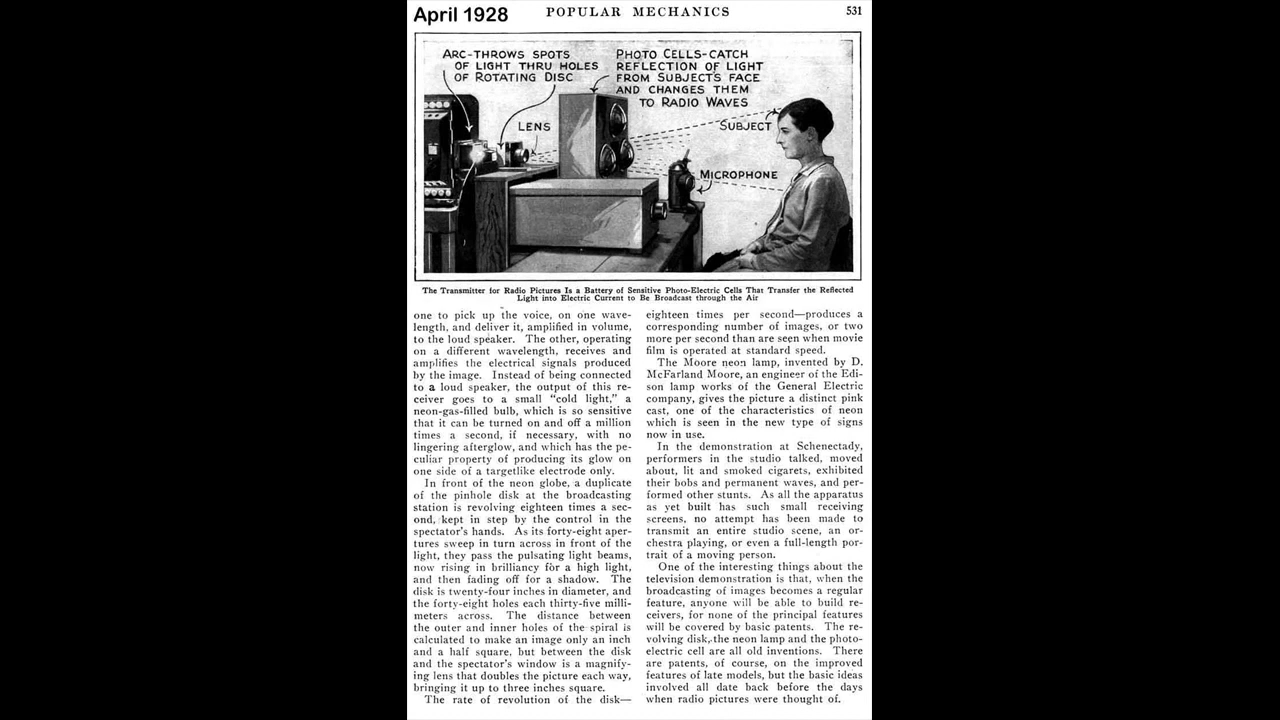 April 1928
POPULAR MECHANICS
531
ARC-THROWS SPOTS
OF LIGHT THRU HOLES
OF ROTATING DISC
LENS
PHOTO CELLS-CATCH
REFLECTION OF LIGHT
FROM SUBJECT'S FACE
AND CHANGES THEM
TO RADIO WAVES
SUBJECT
MICROPHONE
The Transmitter for Radio Pictures Is a Battery of Sensitive Photo-Electric Cells That Transfer the Reflected
Light into Electric Current to Be Broadcast through the Air
one to pick up the voice, on one wave-
length, and deliver it, amplified in volume,
to the loud speaker. The other, operating
on a different wavelength, receives and
amplifies the electrical signals produced
by the image. Instead of being connected
to a loud speaker, the output of this re-
ceiver goes to a small "cold light," a
neon-gas-filled bulb, which is so sensitive
that it can be turned on and off a million
times a second, if necessary, with no
lingering afterglow, and which has the pe-
culiar property of producing its glow on
one side of a targetlike electrode only.
In front of the neon globe, a duplicate
of the pinhole disk at the broadcasting
station is revolving eighteen times a sec-
ond, kept in step by the control in the
spectator's hands. As its forty-eight aper-
tures sweep in turn across in front of the
light, they pass the pulsating light beams,
now rising in brilliancy for a high light,
and then fading off for a shadow. The
disk is twenty-four inches in diameter, and
the forty-eight holes each thirty-five milli-
meters across. The distance between
the outer and inner holes of the spiral is
calculated to make an image only an inch
and a half square, but between the disk
and the spectator's window is a magnify-
ing lens that doubles the picture each way,
bringing it up to three inches square.
The rate of revolution of the disk—
eighteen times per second—produces a
corresponding number of images, or two
more per second than are seen when movie
film is operated at standard speed.
The Moore neon lamp, invented by D.
McFarland Moore, an engineer of the Edi-
son lamp works of the General Electric
company, gives the picture a distinct pink
cast, one of the characteristics of neon
which is seen in the new type of signs
now in use.
In the demonstration at Schenectady,
performers in the studio talked, moved
about, lit and smoked cigarets, exhibited
their bobs and permanent waves, and per-
formed other stunts. As all the apparatus
as yet built has such small receiving
screens, no attempt has been made to
transmit an entire studio scene, an or-
chestra playing, or even a full-length por-
trait of a moving person.
One of the interesting things about the
television demonstration is that, when the
broadcasting of images becomes a regular
feature, anyone will be able to build re-
ceivers, for none of the principal features
will be covered by basic patents. The re-
volving disk, the neon lamp and the photo-
electric cell are all old inventions. There
are patents, of course, on the improved
features of late models, but the basic ideas
involved all date back before the days
when radio pictures were thought of.